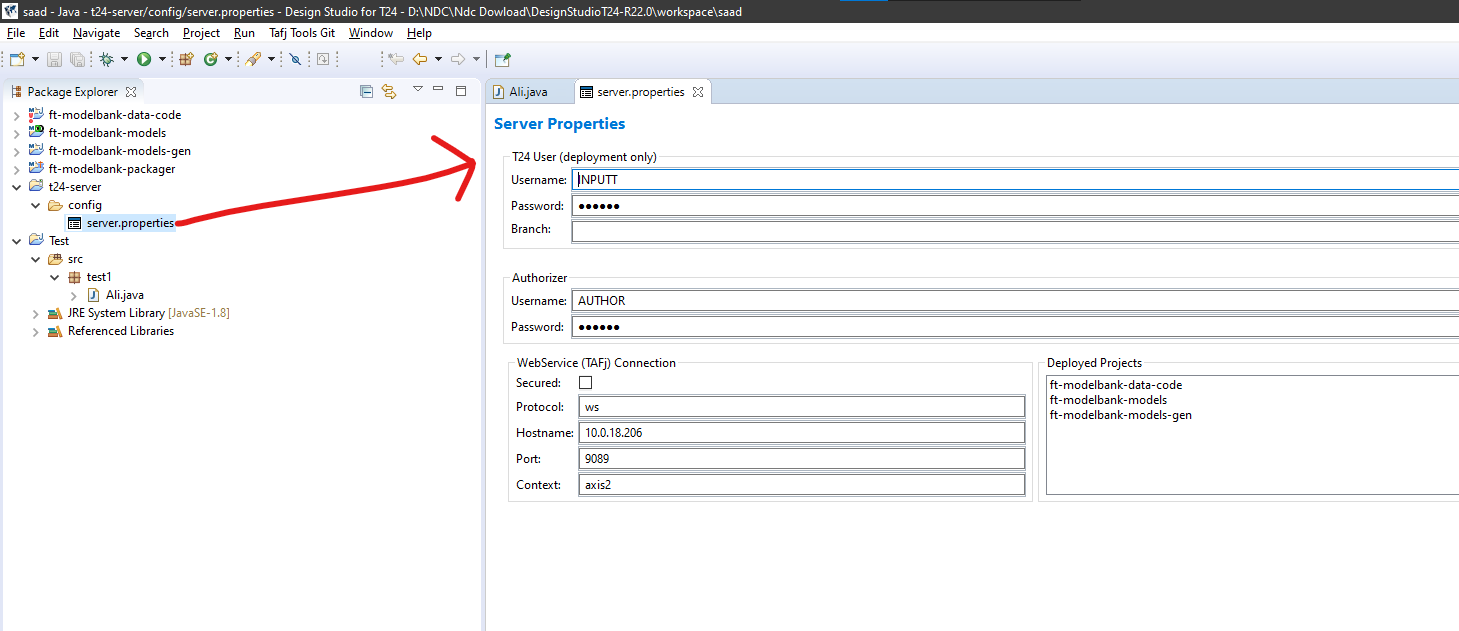 saad - Java - t24-server/config/server.properties - Design Studio for T24 - D:\NDC\Ndc Dowload\DesignStudioT24-R22.0\workspace\saad
File Edit Navigate Search Project Run Tafj Tools Git Window Help
Package Explorer
ft-modelbank-data-code
ft-modelbank-models
ft-modelbank-models-gen
ft-modelbank-packager
t24-server
config
server.properties
Test
src
test1
Ali.java
JRE System Library [JavaSE-1.8]
Referenced Libraries
Ali.java
server.properties
Server Properties
T24 User (deployment only)
Username: INPUTT
Password: ●●●●●●
Branch:
Authorizer
Username: AUTHOR
Password: ●●●●●●
WebService (TAFj) Connection
Secured:
Protocol: ws
Hostname: 10.0.18.206
Port: 9089
Context: axis2
Deployed Projects
ft-modelbank-data-code
ft-modelbank-models
ft-modelbank-models-gen